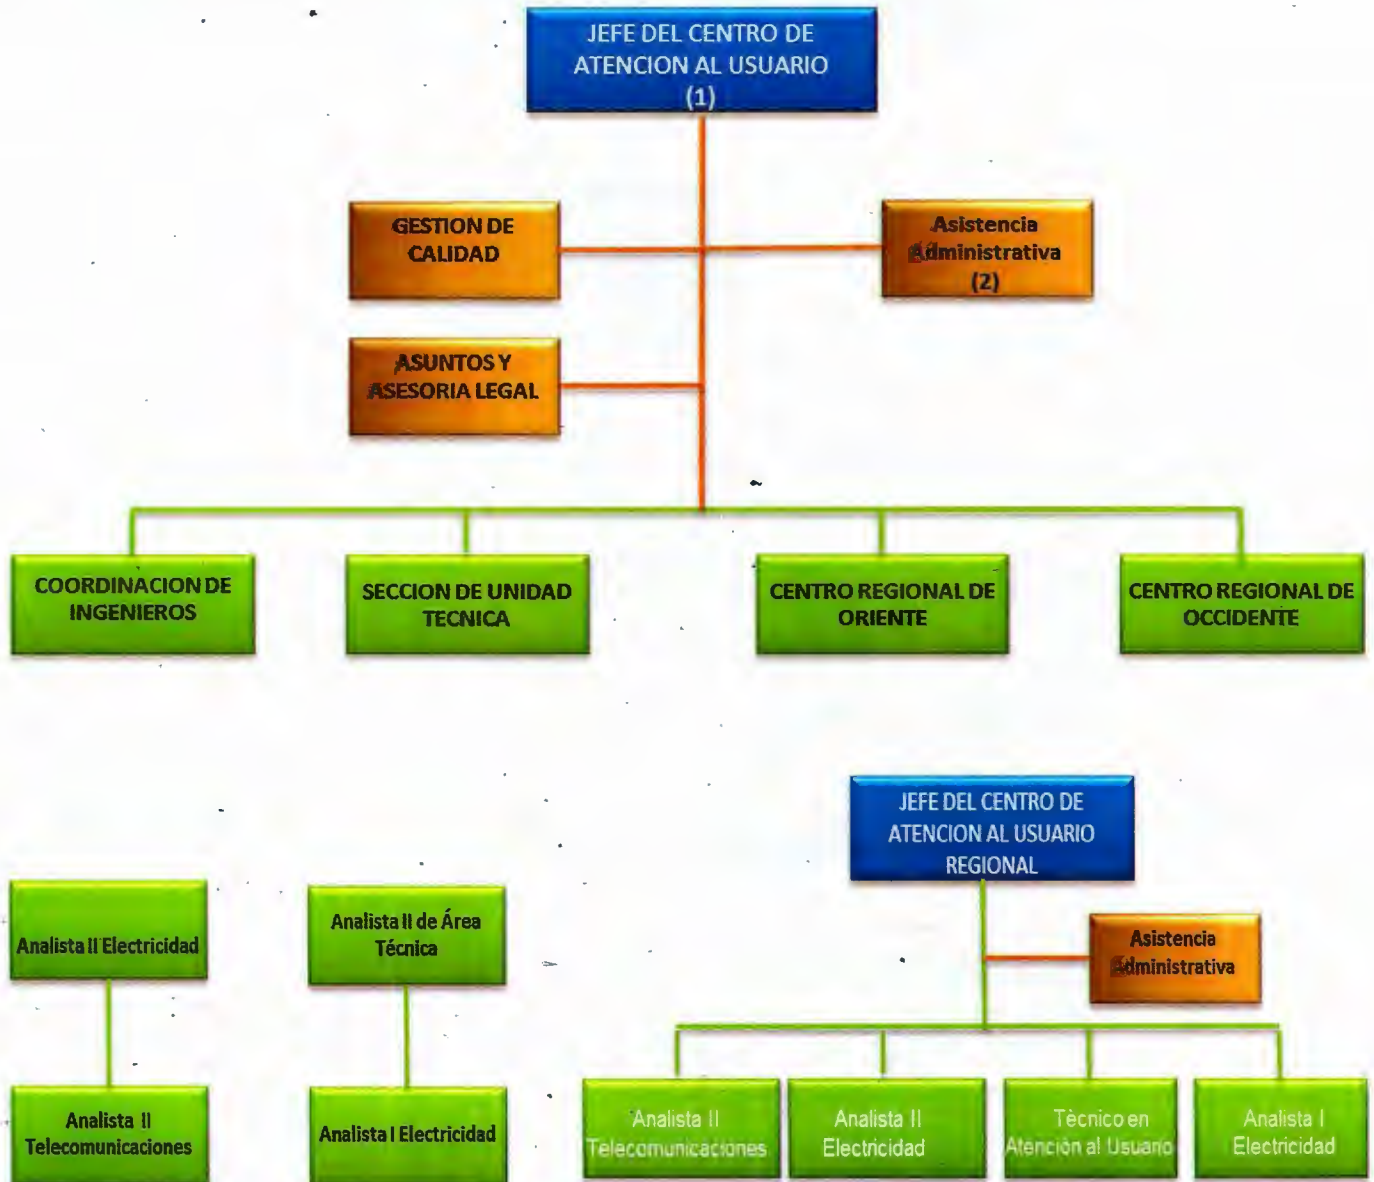 JEFE DEL CENTRO DE
ATENCION AL USUARIO
(1)
GESTION DE
CALIDAD
Asistencia
Administrativa
(2)
ASUNTOS Y
ASESORIA LEGAL
COORDINACION DE
INGENIEROS
SECCION DE UNIDAD
TECNICA
CENTRO REGIONAL DE
ORIENTE
CENTRO REGIONAL DE
OCCIDENTE
JEFE DEL CENTRO DE
ATENCION AL USUARIO
REGIONAL
Analista II Electricidad
Analista II de Área
Técnica
Asistencia
Administrativa
Analista II
Telecomunicaciones
Analista I Electricidad
Analista II
Telecomunicaciones
Analista II
Electricidad
Tècnico en
Atención al Usuario
Analista I
Electricidad